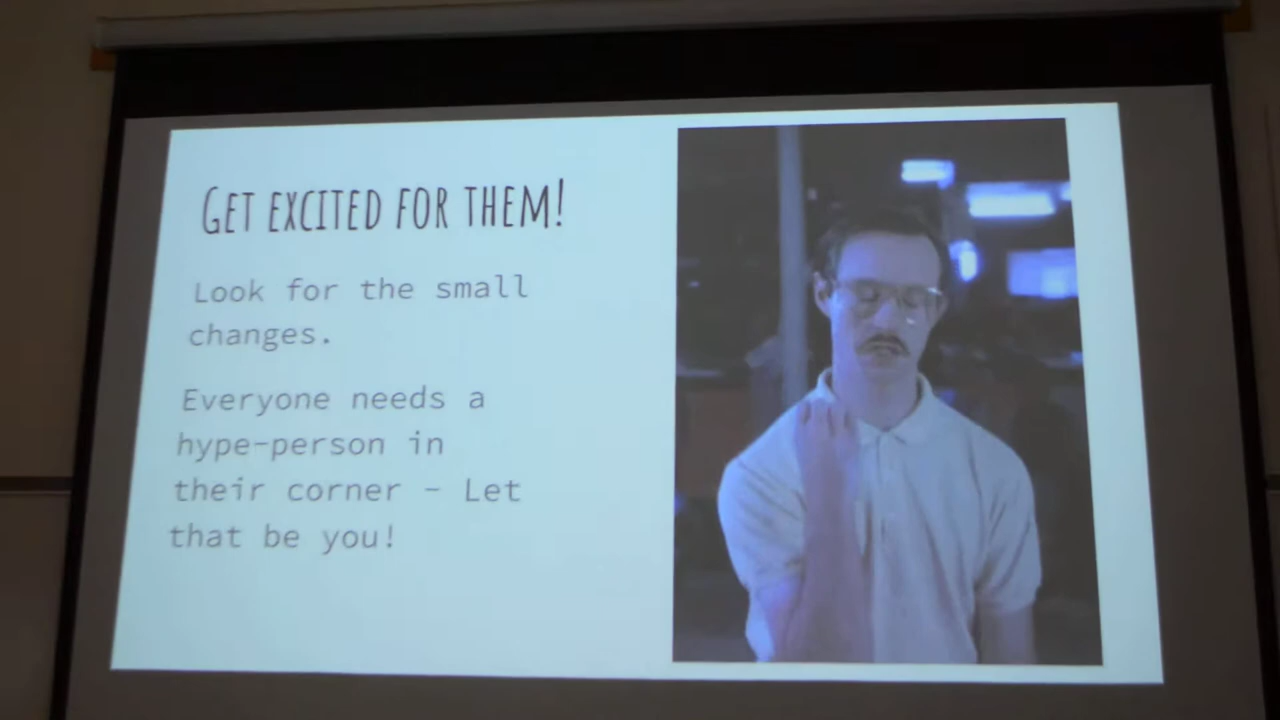 GET EXCITED FOR THEM!
Look for the small
changes.
Everyone needs a
hype-person in
their corner – Let
that be you!